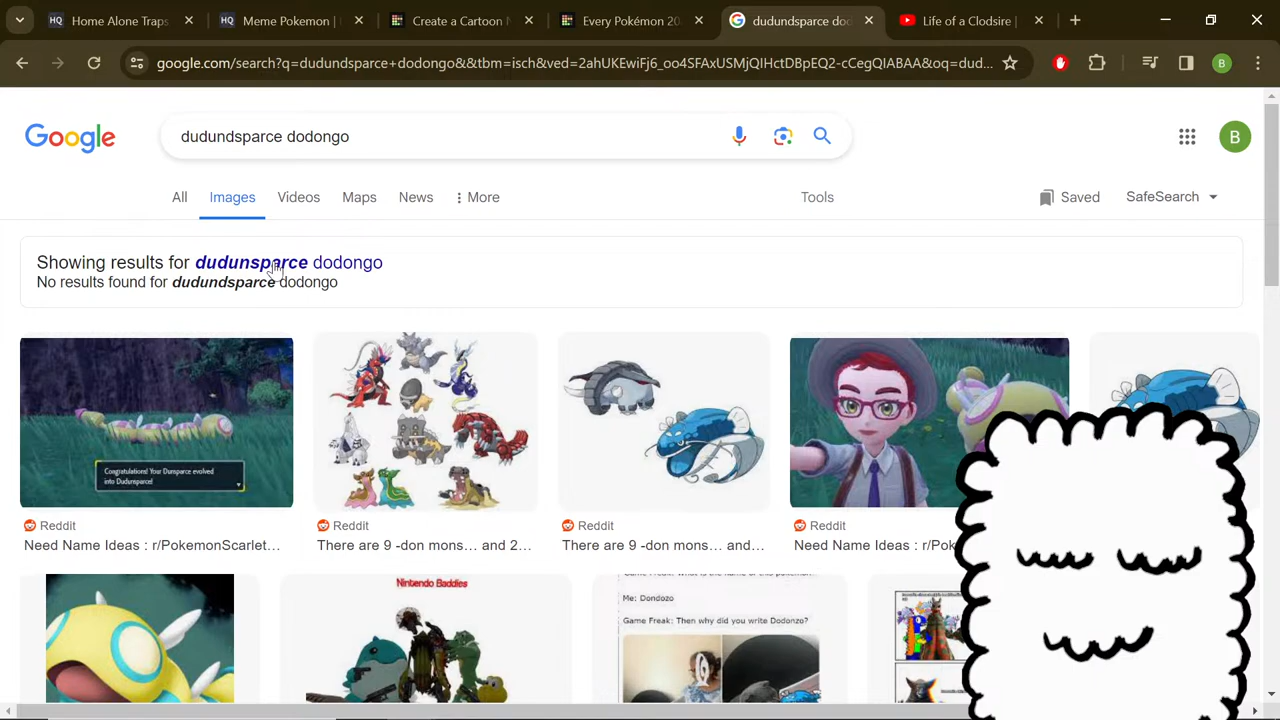 Home Alone Traps
Meme Pokemon |
Create a Cartoon
Every Pokémon 20
dudundsparce dod
Life of a Clodsire |
google.com/search?q=dudundsparce+dodongo&&tbm=isch&ved=2ahUKEwiFj6_oo4SFAxUSMjQIHctDBpEQ2-cCegQIABAA&oq=dud...
B
Google
dudundsparce dodongo
B
All
Images
Videos
Maps
News
More
Tools
Saved
SafeSearch
Showing results for dudunsparce dodongo
No results found for dudundsparce dodongo
Congratulations! Your Dunsparce evolved
into Dudunsparce!
Reddit
Need Name Ideas : r/PokemonScarlet...
Reddit
There are 9 -don mons... and 2...
Reddit
There are 9 -don mons... and...
Reddit
Need Name Ideas : r/Pok
Nintendo Baddies
Me: Dondozo
Game Freak: Then why did you write Dodonzo?